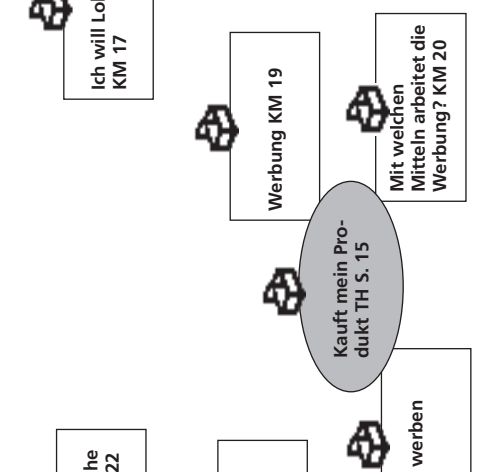 he
22
Ich will
KM 17
Werbung KM 19
Kauft mein Pro-
dukt TH S. 15
Mit welchen
Mitteln arbeitet die
Werbung? KM 20
werben